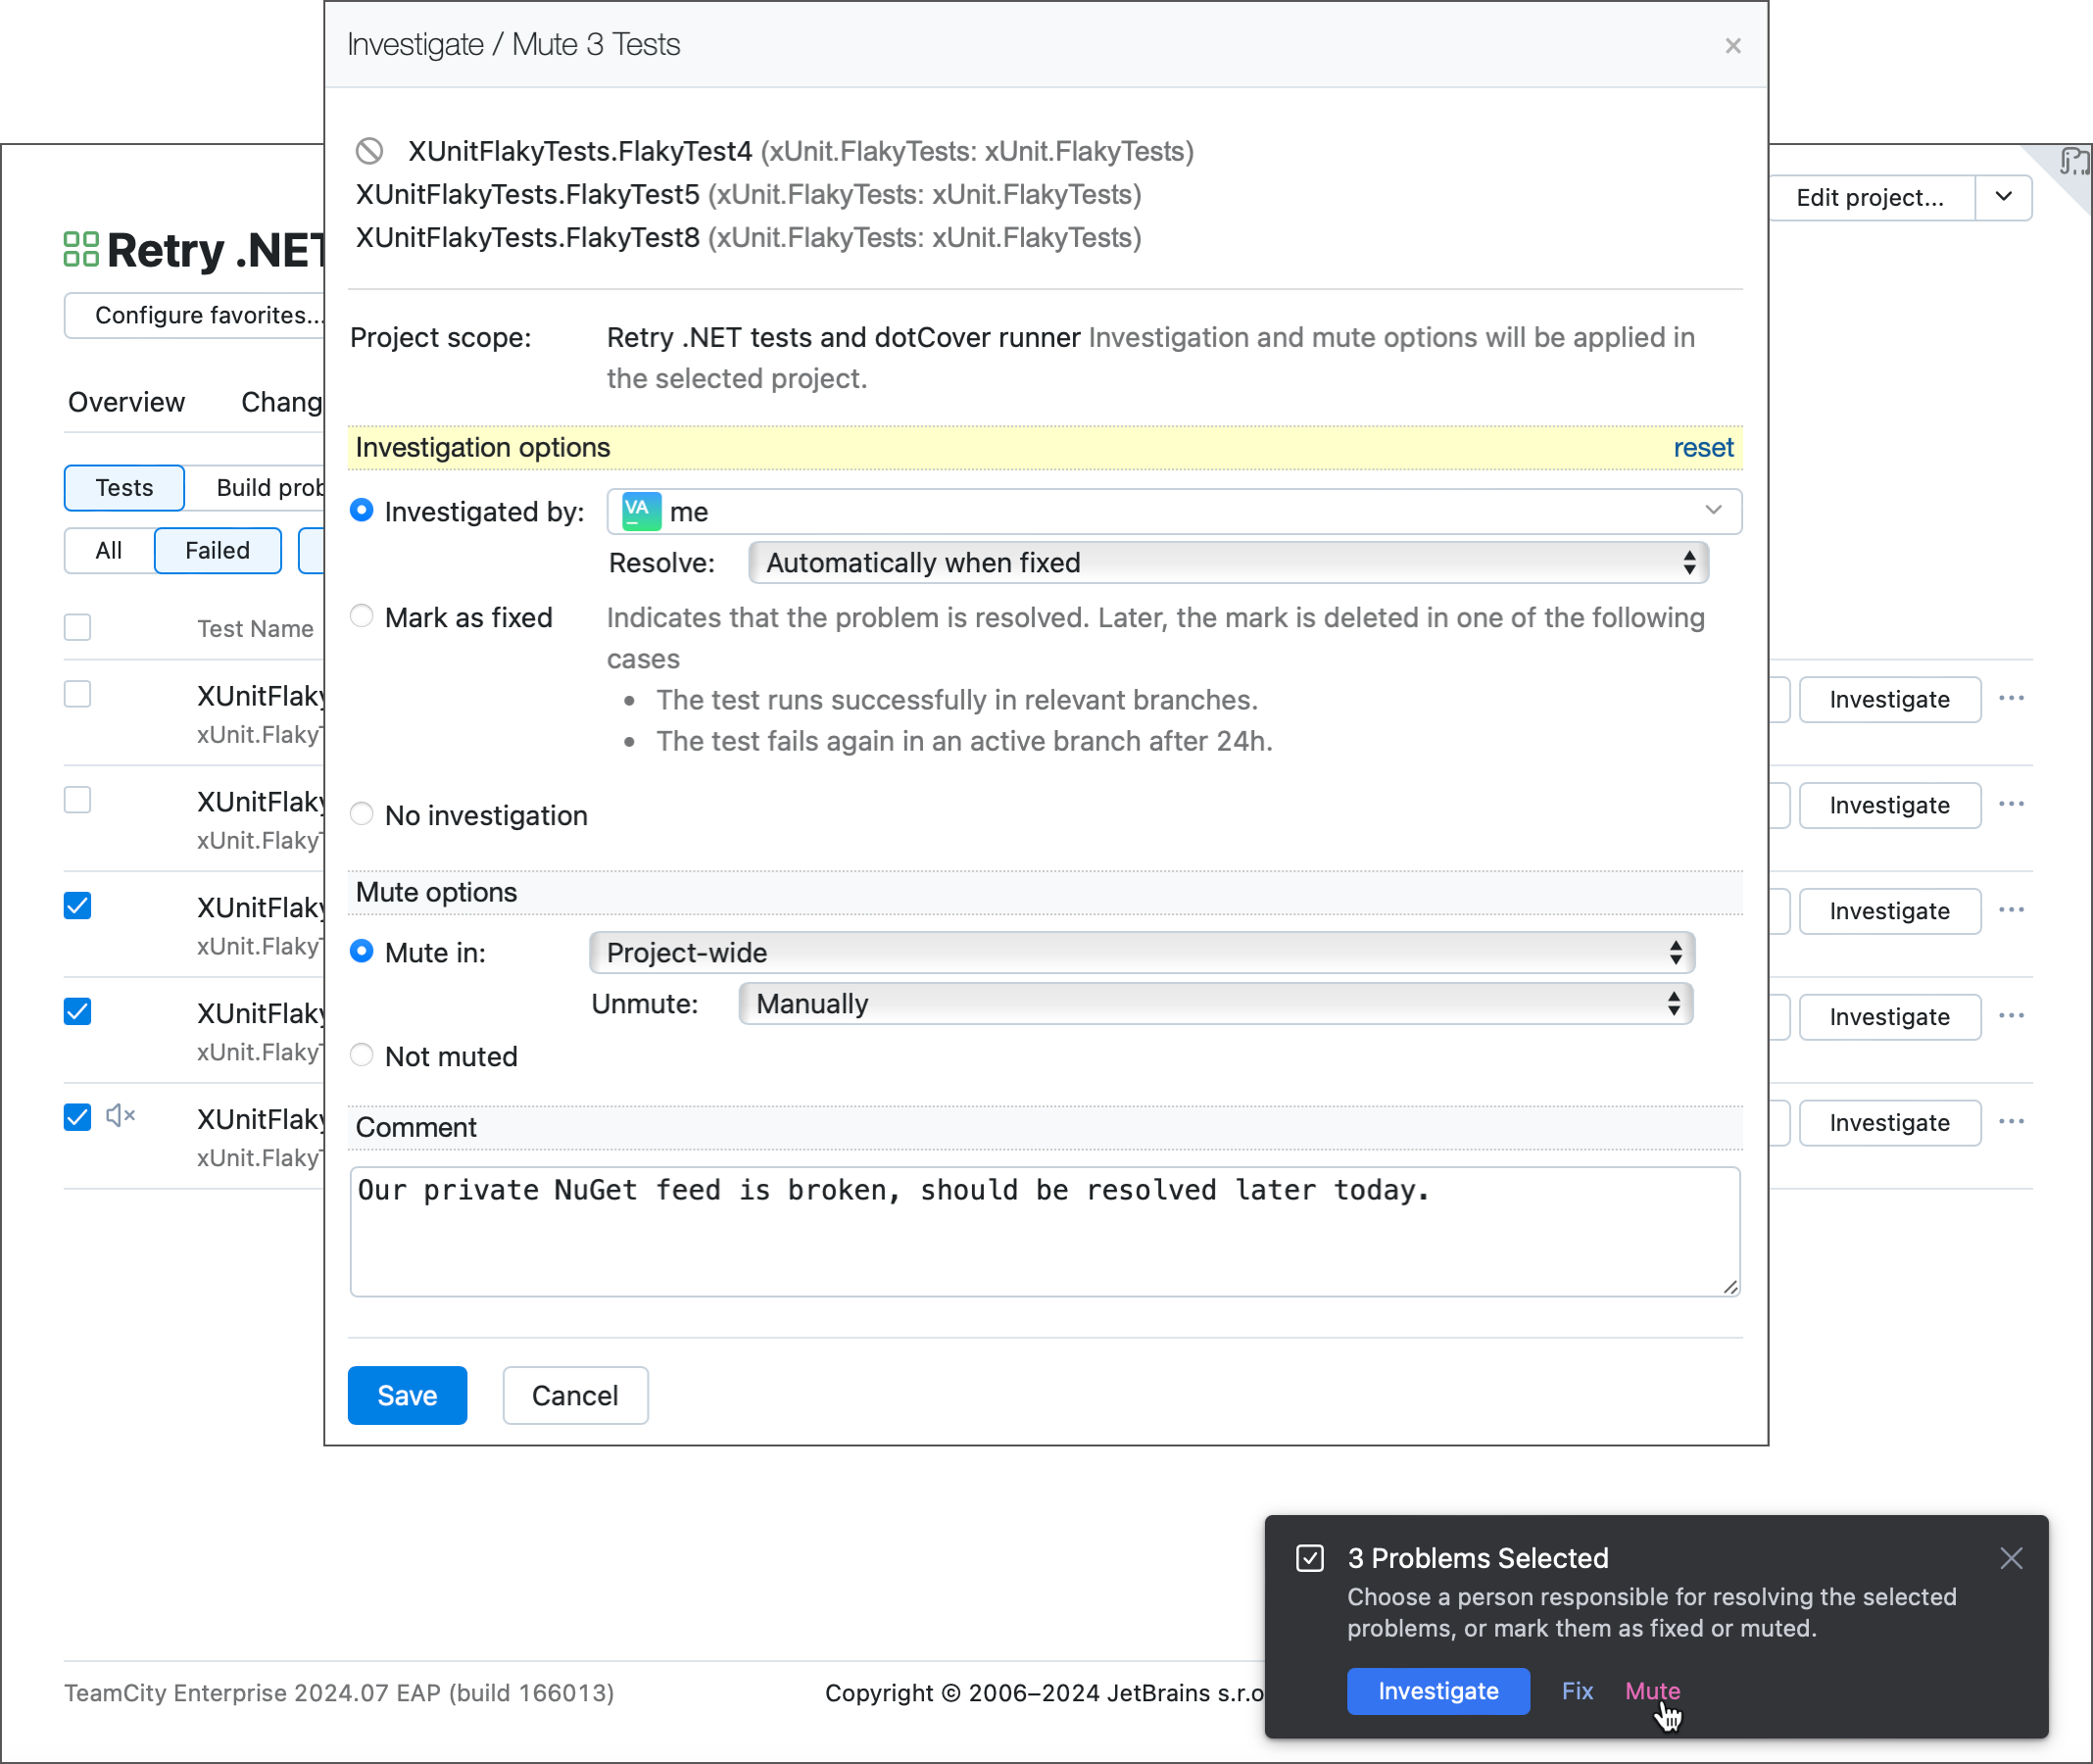 Investigate / Mute 3 Tests
XUnitFlakyTests.FlakyTest4 (xUnit.FlakyTests: xUnit.FlakyTests)
XUnitFlakyTests.FlakyTest5 (xUnit.FlakyTests: xUnit.FlakyTests)
XUnitFlakyTests.FlakyTest8 (xUnit.FlakyTests: xUnit.FlakyTests)
Edit project...
Retry .NET
Configure favorites...
Project scope: Retry .NET tests and dotCover runner Investigation and mute options will be applied in
the selected project.
Overview Chang
Investigation options reset
Tests Build prob
Investigated by: VA me
All Failed
Resolve: Automatically when fixed
Test Name
Mark as fixed Indicates that the problem is resolved. Later, the mark is deleted in one of the following
cases
• The test runs successfully in relevant branches.
• The test fails again in an active branch after 24h.
XUnitFlaky
xUnit.FlakyT
Investigate ...
XUnitFlaky
xUnit.FlakyT
Investigate ...
No investigation
Mute options
XUnitFlaky
xUnit.FlakyT
Investigate ...
Mute in: Project-wide
Unmute: Manually
XUnitFlaky
xUnit.FlakyT
Investigate ...
Not muted
XUnitFlaky
xUnit.FlakyT
Investigate ...
Comment
Our private NuGet feed is broken, should be resolved later today.
Save Cancel
3 Problems Selected
Choose a person responsible for resolving the selected
problems, or mark them as fixed or muted.
Investigate Fix Mute
TeamCity Enterprise 2024.07 EAP (build 166013)
Copyright © 2006–2024 JetBrains s.r.o